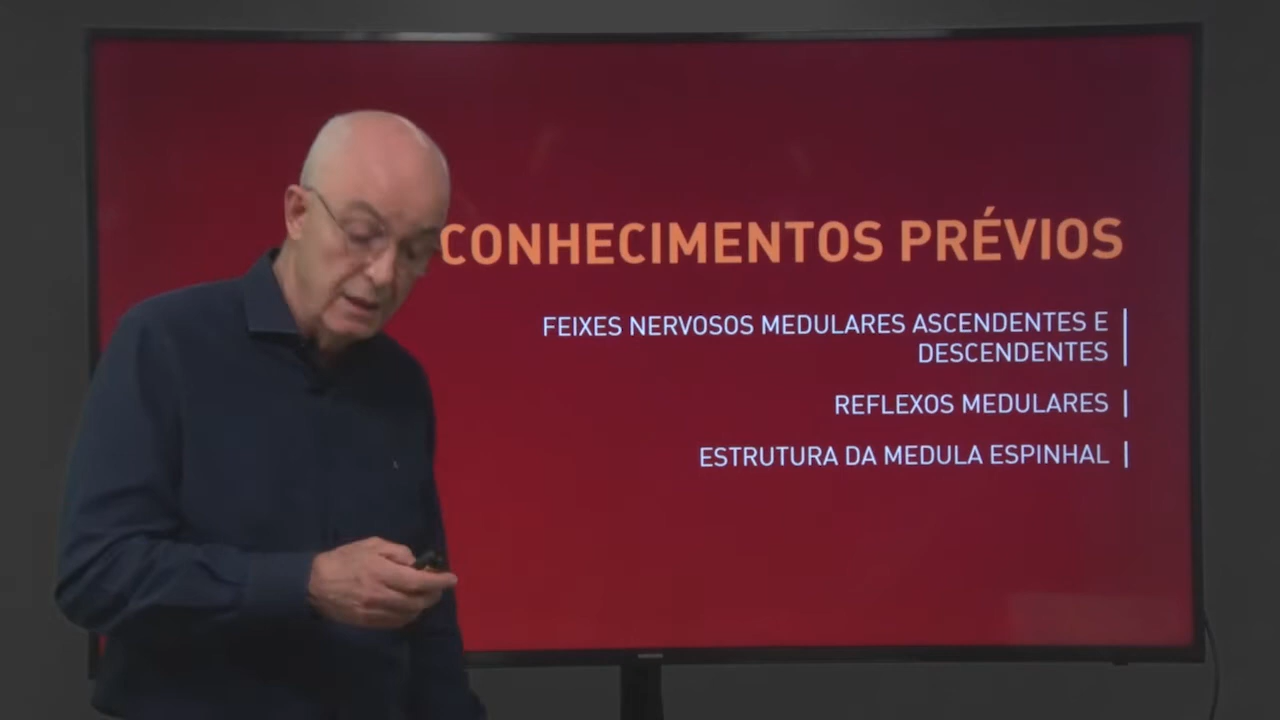 CONHECIMENTOS PRÉVIOS
FEIXES NERVOSOS MEDULARES ASCENDENTES E
DESCENDENTES
REFLEXOS MEDULARES
ESTRUTURA DA MEDULA ESPINHAL